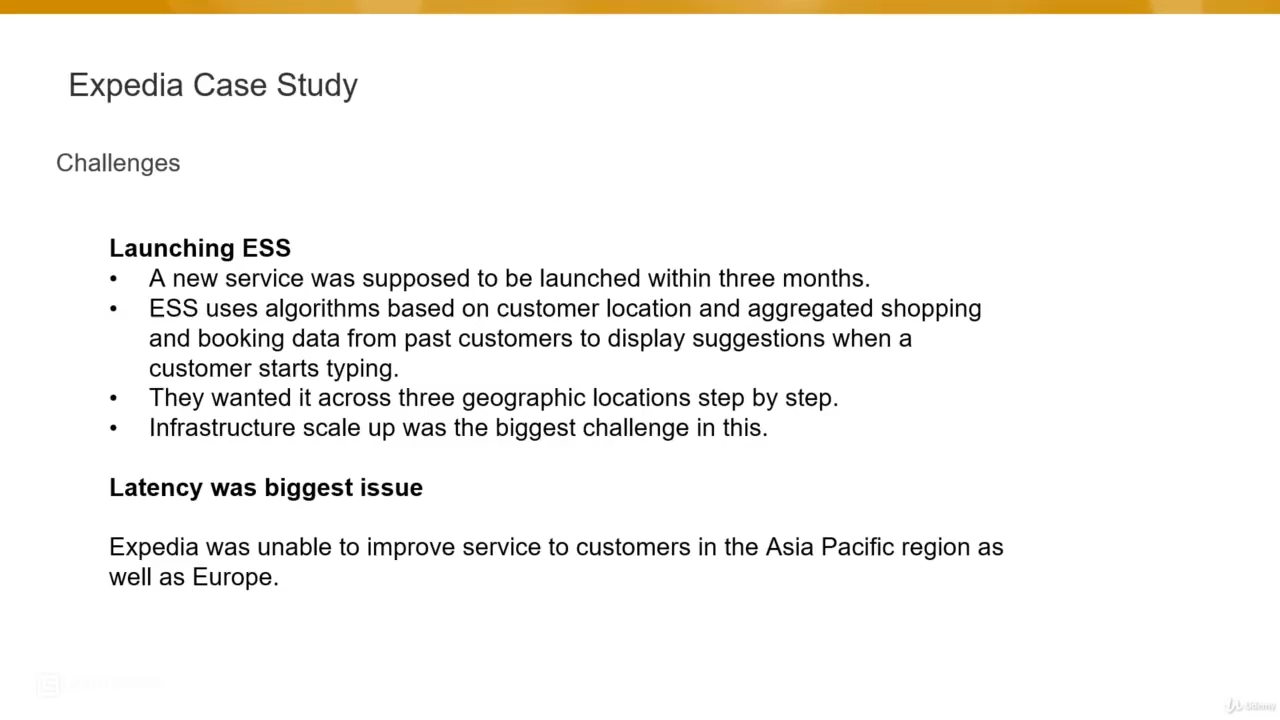 Expedia Case Study
Challenges
Launching ESS
• A new service was supposed to be launched within three months.
• ESS uses algorithms based on customer location and aggregated shopping
and booking data from past customers to display suggestions when a
customer starts typing.
• They wanted it across three geographic locations step by step.
• Infrastructure scale up was the biggest challenge in this.
Latency was biggest issue
Expedia was unable to improve service to customers in the Asia Pacific region as
well as Europe.
Udemy